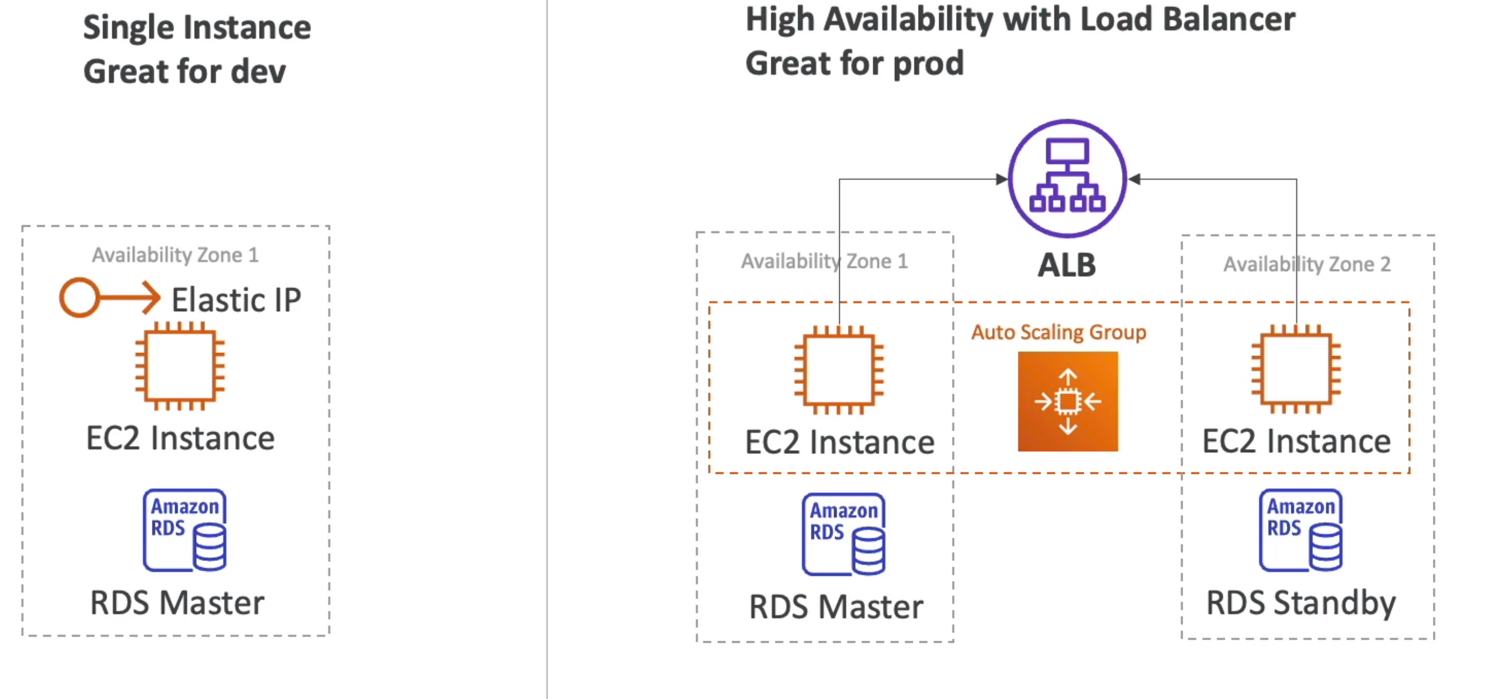 Single Instance
Great for dev
Availability Zone 1
Elastic IP
EC2 Instance
Amazon
RDS
RDS Master
High Availability with Load Balancer
Great for prod
ALB
Availability Zone 1
Availability Zone 2
Auto Scaling Group
EC2 Instance
EC2 Instance
Amazon
RDS
RDS Master
Amazon
RDS
RDS Standby